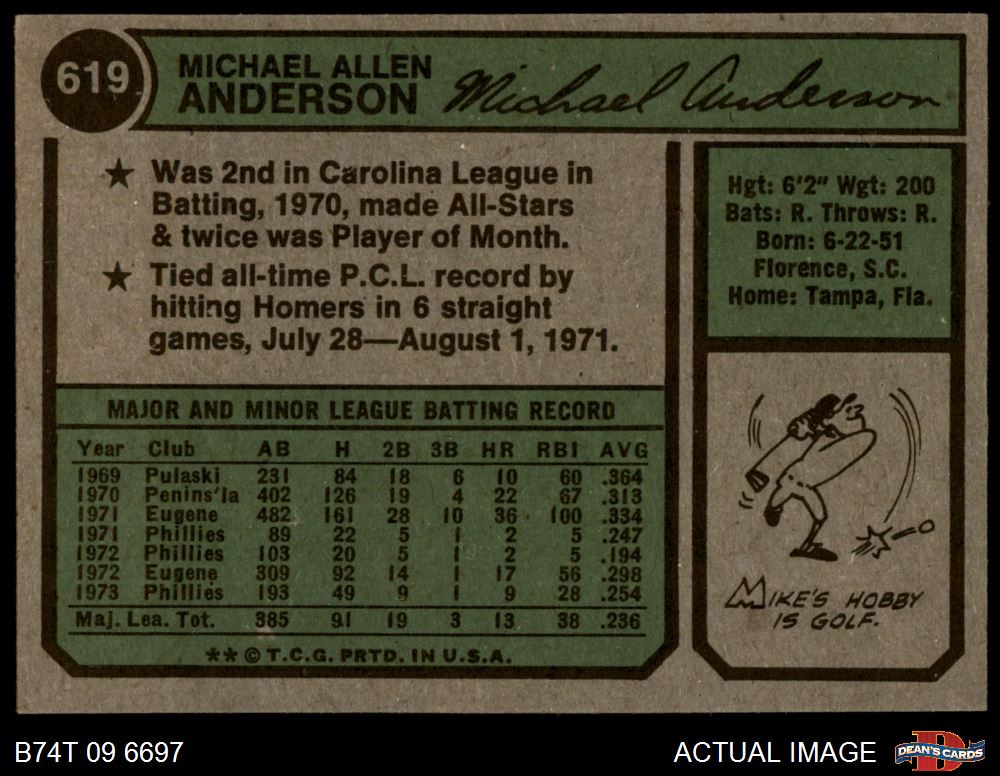 619
MICHAEL ALLEN
ANDERSON
Michael Anderson
★ Was 2nd in Carolina League in
Batting, 1970, made All-Stars
& twice was Player of Month.
★ Tied all-time P.C.L. record by
hitting Homers in 6 straight
games, July 28—August 1, 1971.
Hgt: 6'2" Wgt: 200
Bats: R. Throws: R.
Born: 6-22-51
Florence, S.C.
Home: Tampa, Fla.
MAJOR AND MINOR LEAGUE BATTING RECORD
Year Club AB H 2B 3B HR RBI AVG
1969 Pulaski 231 84 18 6 10 60 .364
1970 Penins'la 402 126 19 4 22 67 .313
1971 Eugene 482 161 28 10 36 100 .334
1971 Phillies 89 22 5 1 2 5 .247
1972 Phillies 103 20 5 1 2 5 .194
1972 Eugene 309 92 14 1 17 56 .298
1973 Phillies 193 49 9 1 9 28 .254
Maj. Lea. Tot. 385 91 19 3 13 38 .236
** © T.C.G. PRTD. IN U.S.A.
MIKE'S HOBBY
IS GOLF.
B74T 09 6697
ACTUAL IMAGE
DEAN'S CARDS